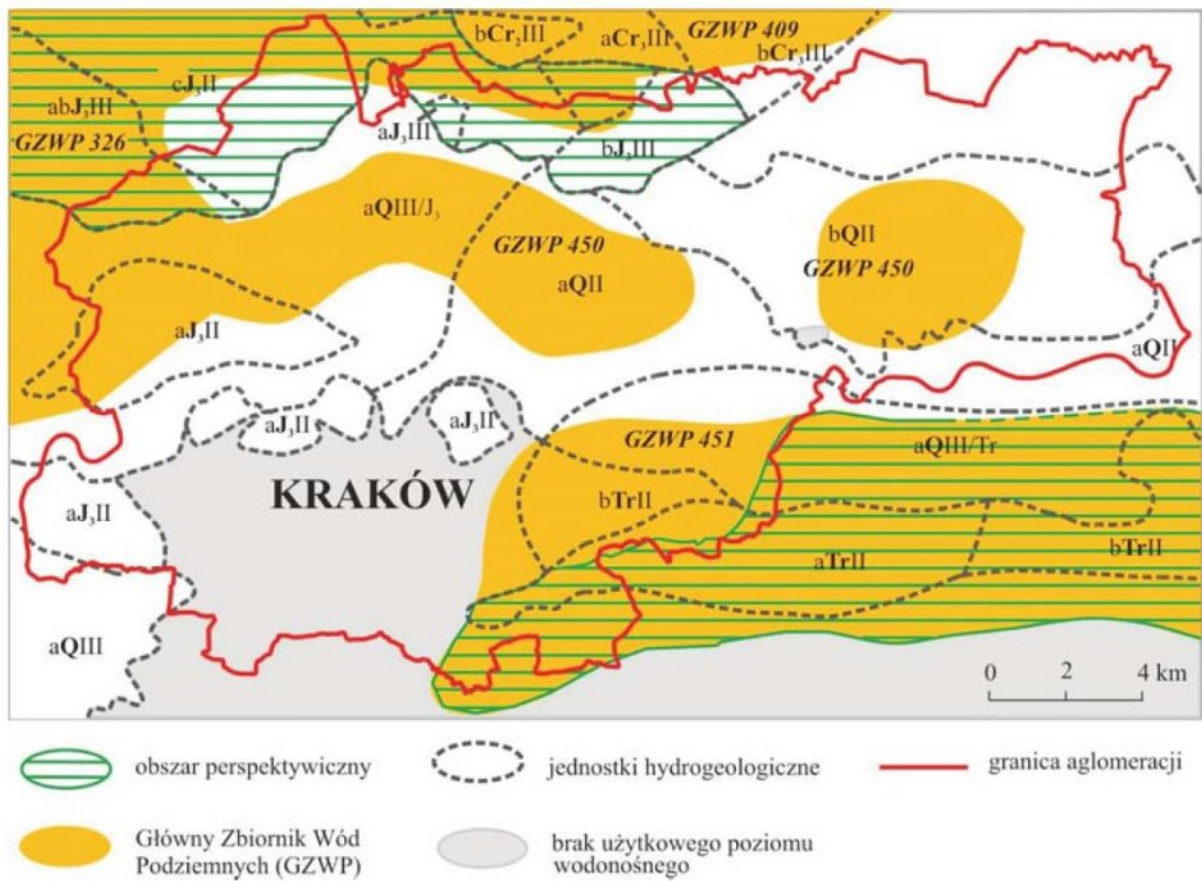 bCr₂III
aCr₃III
GZWP 409
bCr₃III
cJ₃II
abJ₃III
GZWP 326
aJ₃III
bJ₃III
aQIII/J₃
GZWP 450
aQII
bQII
GZWP 450
aJ₃II
aQII
aJ₃II
aJ₃II
GZWP 451
aQIII/Tr
KRAKÓW
bTrII
aJ₃II
aTrII
bTrII
aQIII
0 2 4 km
obszar perspektywiczny
jednostki hydrogeologiczne
granica aglomeracji
Główny Zbiornik Wód
Podziemnych (GZWP)
brak użytkowego poziomu
wodonośnego